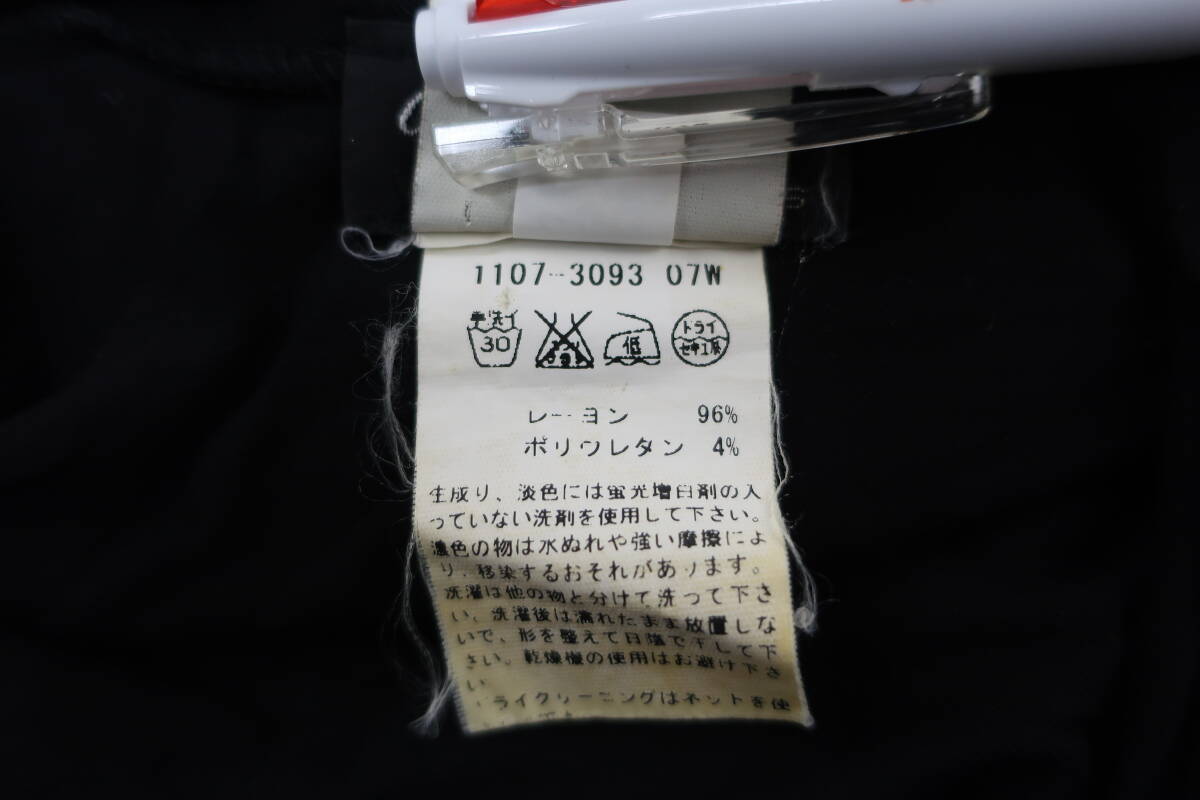 1107-3093 07W
手洗イ
30
低
ドライ
セキユ系
レーヨン 96%
ポリウレタン 4%
生成り、淡色には蛍光増白剤の入
っていない洗剤を使用して下さい。
濃色の物は水ぬれや強い摩擦によ
り、移染するおそれがあります。
洗濯は他の物と分けて洗って下さ
い、洗濯後は濡れたまま放置しな
いで、形を整えて日陰で干して下
さい。乾燥機の使用はお避け下さ
い
ライクリーニングはネットを使